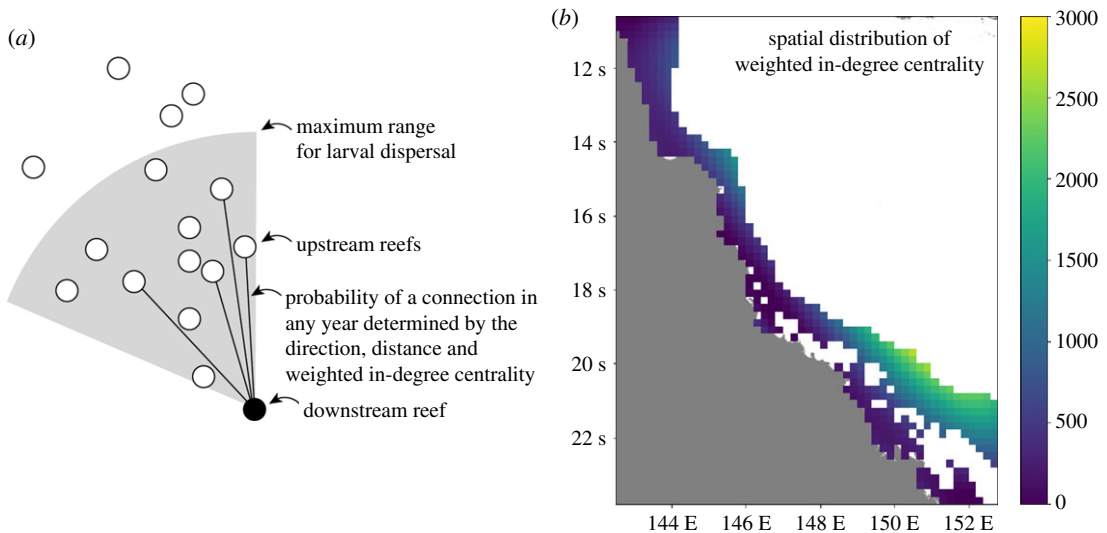 (a)
maximum range
for larval dispersal
upstream reefs
probability of a connection in
any year determined by the
direction, distance and
weighted in-degree centrality
downstream reef
(b)
spatial distribution of
weighted in-degree centrality
12 s
14 s
16 s
18 s
20 s
22 s
144 E 146 E 148 E 150 E 152 E
3000
2500
2000
1500
1000
500
0